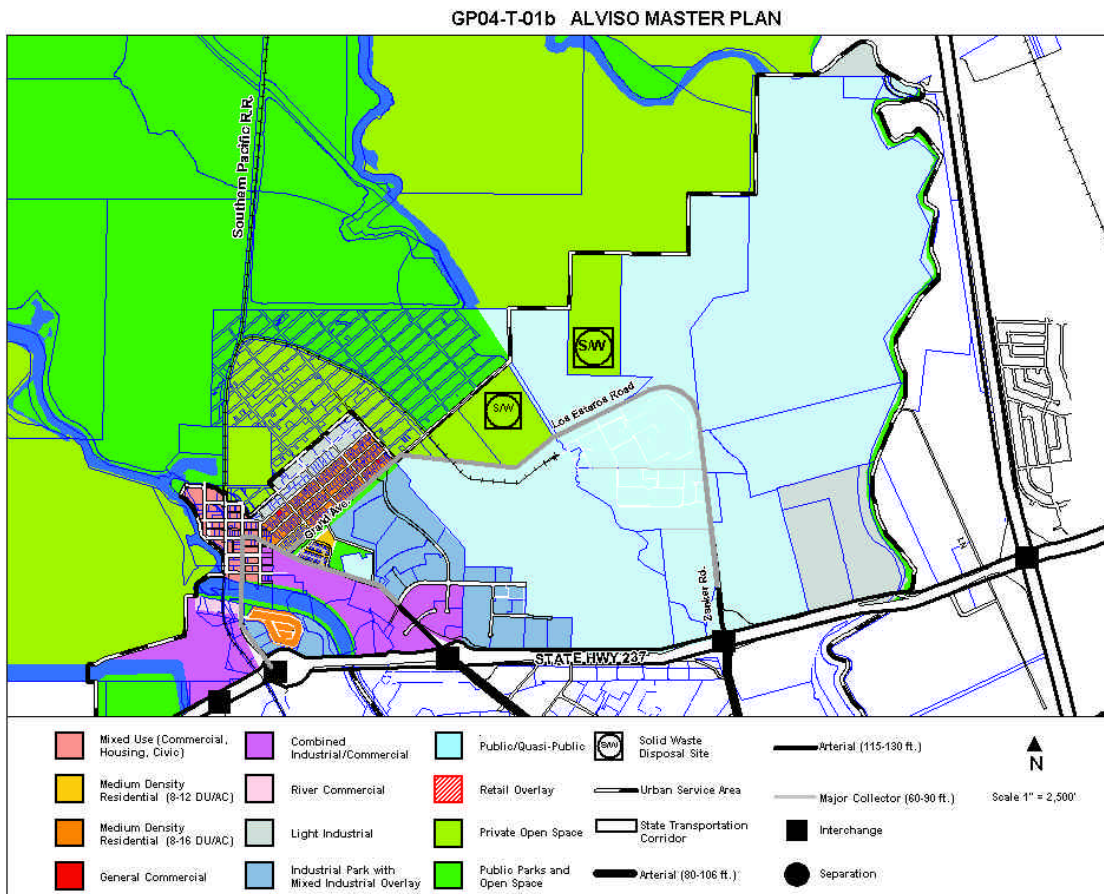 GP04-T-01b ALVISO MASTER PLAN
Southern Pacific R.R.
S/W
S/W
Los Esteros Road
Grand Ave.
Zanker Rd.
LN
STATE HWY 237
Mixed Use (Commercial,
Housing, Civic)
Medium Density
Residential (8-12 DU/AC)
Medium Density
Residential (8-16 DU/AC)
General Commercial
Combined
Industrial/Commercial
River Commercial
Light Industrial
Industrial Park with
Mixed Industrial Overlay
Public/Quasi-Public
Retail Overlay
Private Open Space
Public Parks and
Open Space
S/W
Solid Waste
Disposal Site
Urban Service Area
State Transportation
Corridor
Arterial (80-106 ft.)
Arterial (115-130 ft.)
Major Collector (60-90 ft.)
Interchange
Separation
N
Scale 1" = 2,500'